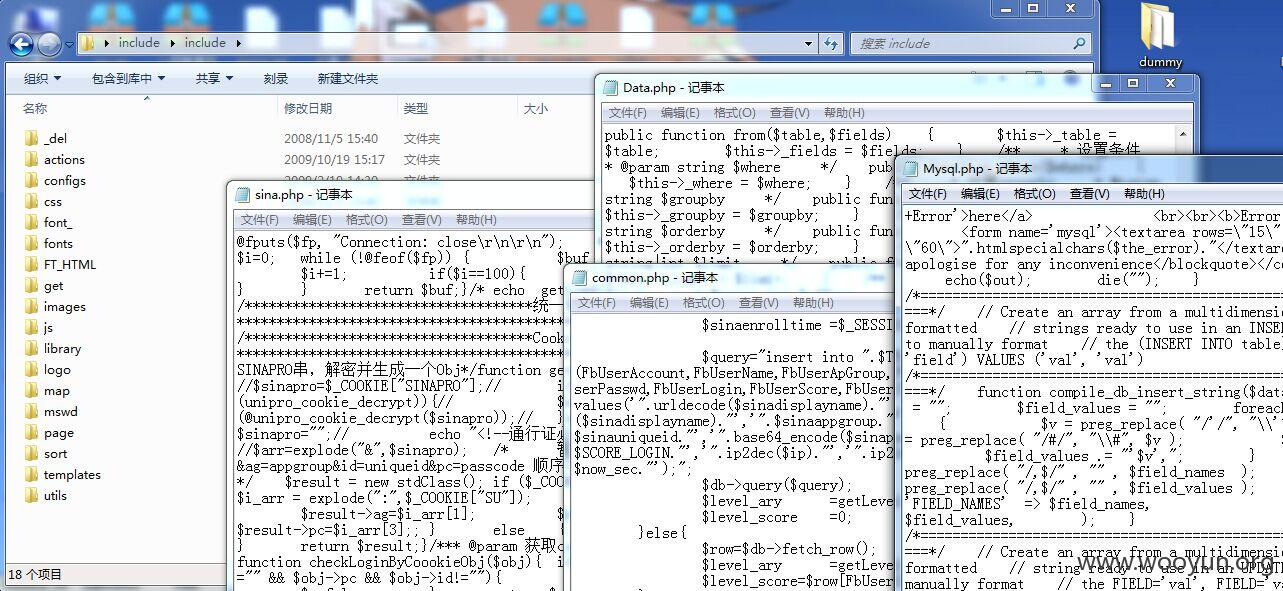 include ▸ include ▸
搜索 include
dummy
组织 包含到库中 共享 刻录 新建文件夹
名称 修改日期 类型 大小
_del 2008/11/5 15:40 文件夹
actions 2009/10/19 15:17 文件夹
configs
css
font_
fonts
FT_HTML
get
images
js
library
logo
map
mswd
page
sort
templates
utils
18 个项目
sina.php - 记事本
文件(F) 编辑(E) 格式(O) 查看(V) 帮助(H)
@fputs($fp, "Connection: close\r\n\r\n");
$i=0; while (!@feof($fp)) { $buf
$i+=1; if($i==100){
} } return $buf;}/* echo get
/************************************统一
****************************************
/************************************Cook
****************************************
SINAPRO串，解密并生成一个Obj*/function ge
//$sinapro=$_COOKIE["SINAPRO"];// i
(unipro_cookie_decrypt)){// $
(@unipro_cookie_decrypt($sinapro));// }
$sinapro="";// echo "<!--通行证
//$arr=explode("&",$sinapro); /*
&ag=appgroup&id=uniqueid&pc=passcode 顺序
*/ $result = new stdClass(); if ($_COO
$i_arr = explode(":",$_COOKIE["SU"]);
$result->ag=$i_arr[1]; $
$result->pc=$i_arr[3];; } else {
} return $result;}/*** @param 获取c
function checkLoginByCoockieObj($obj){ i
="" && $obj->pc && $obj->id!=""){
Data.php - 记事本
文件(F) 编辑(E) 格式(O) 查看(V) 帮助(H)
public function from($table,$fields) { $this->_table =
$table; $this->_fields = $fields; } /** * 设置条件
* @param string $where */ pub
$this->_where = $where; } /*
string $groupby */ public fu
$this->_groupby = $groupby; }
string $orderby */ public fu
$this->_orderby = $orderby; }
common.php - 记事本
文件(F) 编辑(E) 格式(O) 查看(V) 帮助(H)
$sinaenrolltime =$_SESSI
$query="insert into ".$T
(FbUserAccount,FbUserName,FbUserApGroup,
serPasswd,FbUserLogin,FbUserScore,FbUser
values('".urldecode($sinadisplayname)."'
($sinadisplayname)."','".$sinaappgroup."
$sinauniqueid."','".base64_encode($sinap
$SCORE_LOGIN."','".ip2dec($ip)."','".ip2
$now_sec."');";
$db->query($query);
$level_ary =getLeve
$level_score =0;
}else{
$row=$db->fetch_row();
$level_ary =getLeve
$level_score=$row[FbUser
Mysql.php - 记事本
文件(F) 编辑(E) 格式(O) 查看(V) 帮助(H)
+Error'>here</a> <br><br><b>Error
<form name='mysql'><textarea rows=\"15\"
\"60\">".htmlspecialchars($the_error)."</textar
apologise for any inconvenience</blockquote></c
echo($out); die(""); }
/*=============================================
===*/ // Create an array from a multidimensio
formatted // strings ready to use in an INSER
to manually format // the (INSERT INTO table
'field') VALUES ('val', 'val')
/*=============================================
===*/ function compile_db_insert_string($data
= ""; $field_values = ""; foreach
{ $v = preg_replace( "/'/", "\\'"
= preg_replace( "/#/", "\\#", $v ); $
$field_values .= "'$v',"; }
preg_replace( "/,$/" , "" , $field_names );
preg_replace( "/,$/" , "" , $field_values );
'FIELD_NAMES' => $field_names,
$field_values, ); }
/*=============================================
===*/ // Create an array from a multidimensio
formatted // string ready to use in an UPDATE
manually format // the FIELD='val', FIELD='va
www.wooyun.org